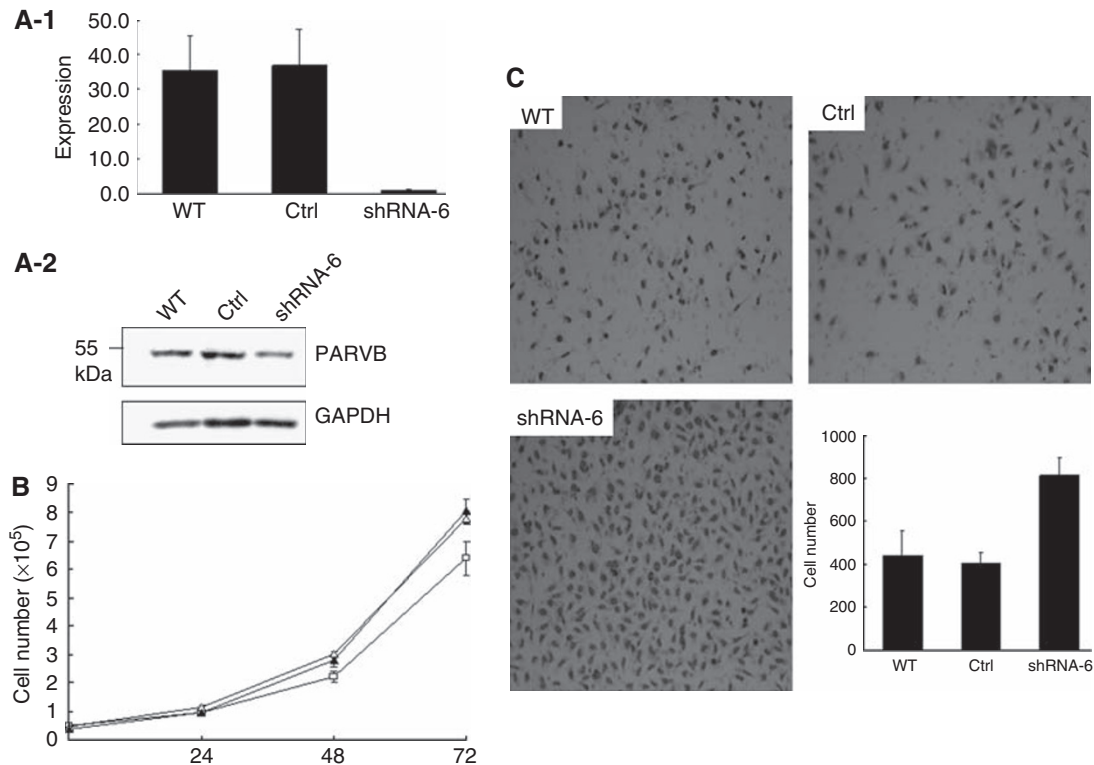 A-1
50.0
40.0
30.0
20.0
10.0
0.0
Expression
WT Ctrl shRNA-6
A-2
WT Ctrl shRNA-6
55
kDa
PARVB
GAPDH
B
9
8
7
6
5
4
3
2
1
0
Cell number (×10⁵)
24 48 72
C
WT
Ctrl
shRNA-6
1000
800
600
400
200
0
Cell number
WT Ctrl shRNA-6